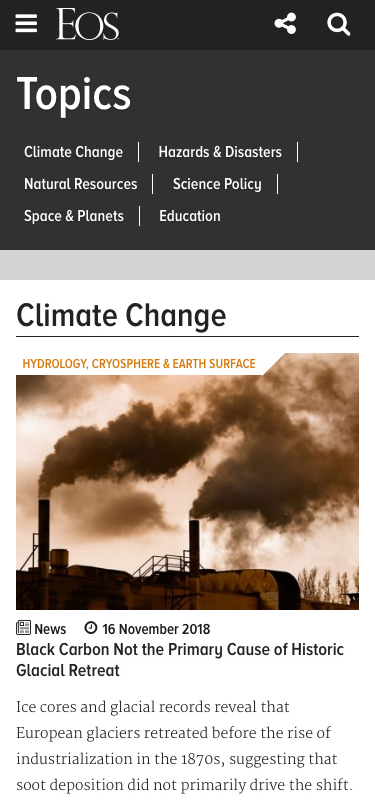 EOS
Topics
Climate Change
Hazards & Disasters
Natural Resources
Science Policy
Space & Planets
Education
Climate Change
HYDROLOGY, CRYOSPHERE & EARTH SURFACE
News 16 November 2018
Black Carbon Not the Primary Cause of Historic
Glacial Retreat
Ice cores and glacial records reveal that
European glaciers retreated before the rise of
industrialization in the 1870s, suggesting that
soot deposition did not primarily drive the shift.